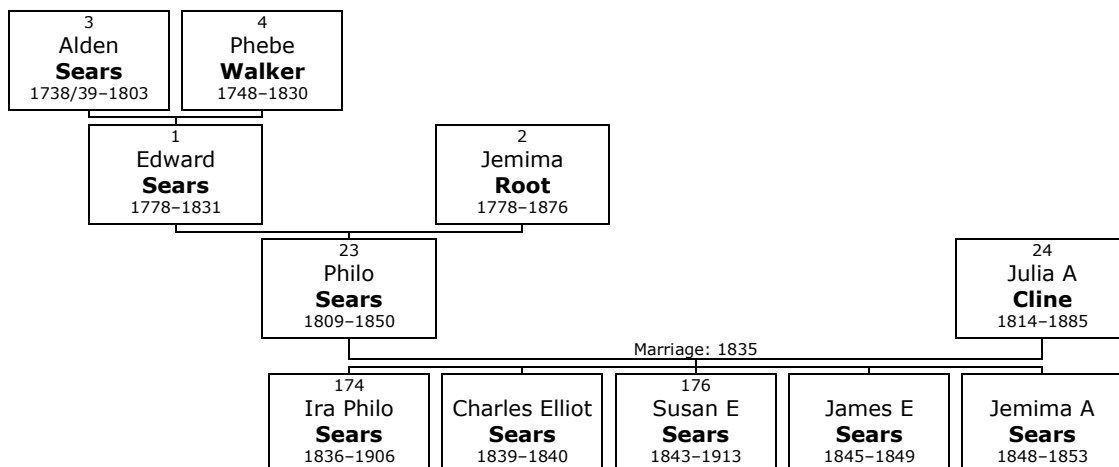 3
Alden
Sears
1738/39–1803
4
Phebe
Walker
1748–1830
1
Edward
Sears
1778–1831
2
Jemima
Root
1778–1876
23
Philo
Sears
1809–1850
24
Julia A
Cline
1814–1885
Marriage: 1835
174
Ira Philo
Sears
1836–1906
Charles Elliot
Sears
1839–1840
176
Susan E
Sears
1843–1913
James E
Sears
1845–1849
Jemima A
Sears
1848–1853